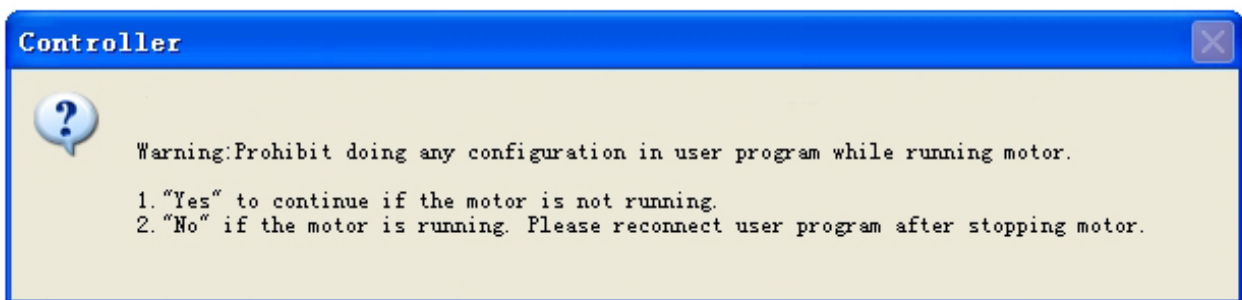 Controller
Warning:Prohibit doing any configuration in user program while running motor.
1."Yes" to continue if the motor is not running.
2."No" if the motor is running. Please reconnect user program after stopping motor.